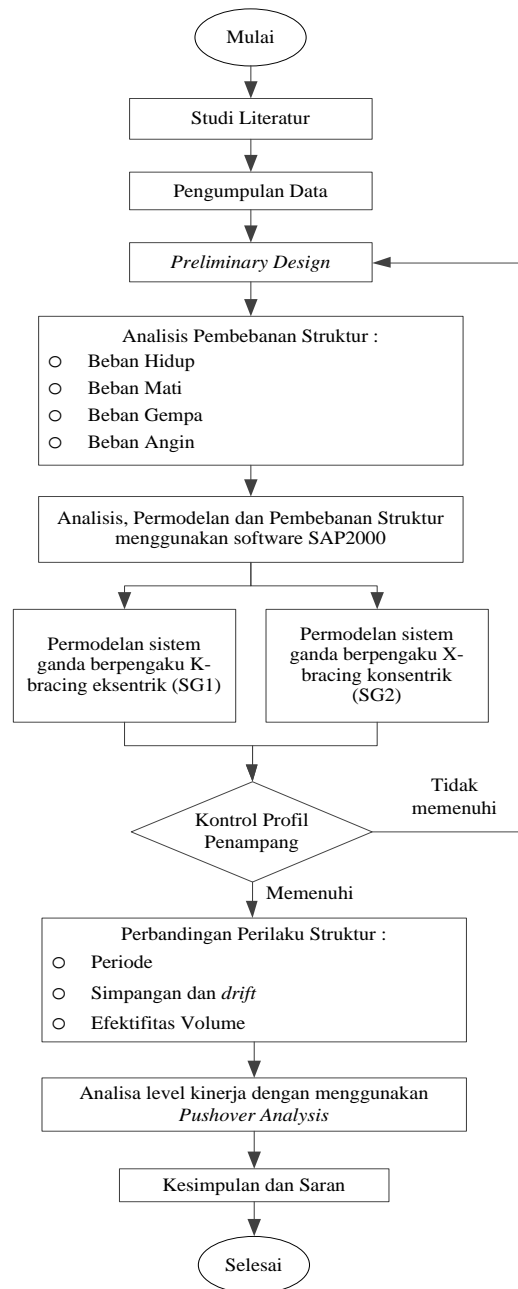 Mulai
Studi Literatur
Pengumpulan Data
Preliminary Design
Analisis Pembebanan Struktur :
Beban Hidup
Beban Mati
Beban Gempa
Beban Angin
Analisis, Permodelan dan Pembebanan Struktur
menggunakan software SAP2000
Permodelan sistem
ganda berpengaku K-
bracing eksentrik (SG1)
Permodelan sistem
ganda berpengaku X-
bracing konsentrik
(SG2)
Kontrol Profil
Penampang
Tidak
memenuhi
Memenuhi
Perbandingan Perilaku Struktur :
Periode
Simpangan dan drift
Efektifitas Volume
Analisa level kinerja dengan menggunakan
Pushover Analysis
Kesimpulan dan Saran
Selesai